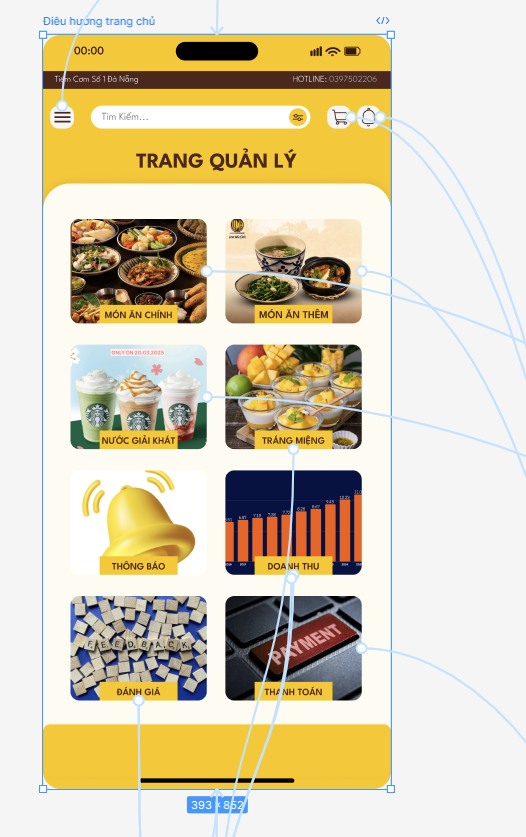 Điều hướng trang chủ
00:00
Tiệm Cơm Số 1 Đà Nẵng
HOTLINE: 0397502206
Tìm Kiếm...
TRANG QUẢN LÝ
MÓN ĂN CHÍNH
MÓN ĂN THÊM
ONLY ON 20.03.2025
NƯỚC GIẢI KHÁT
TRÁNG MIỆNG
THÔNG BÁO
DOANH THU
FEEDBACK
ĐÁNH GIÁ
PAYMENT
THANH TOÁN
393 × 852